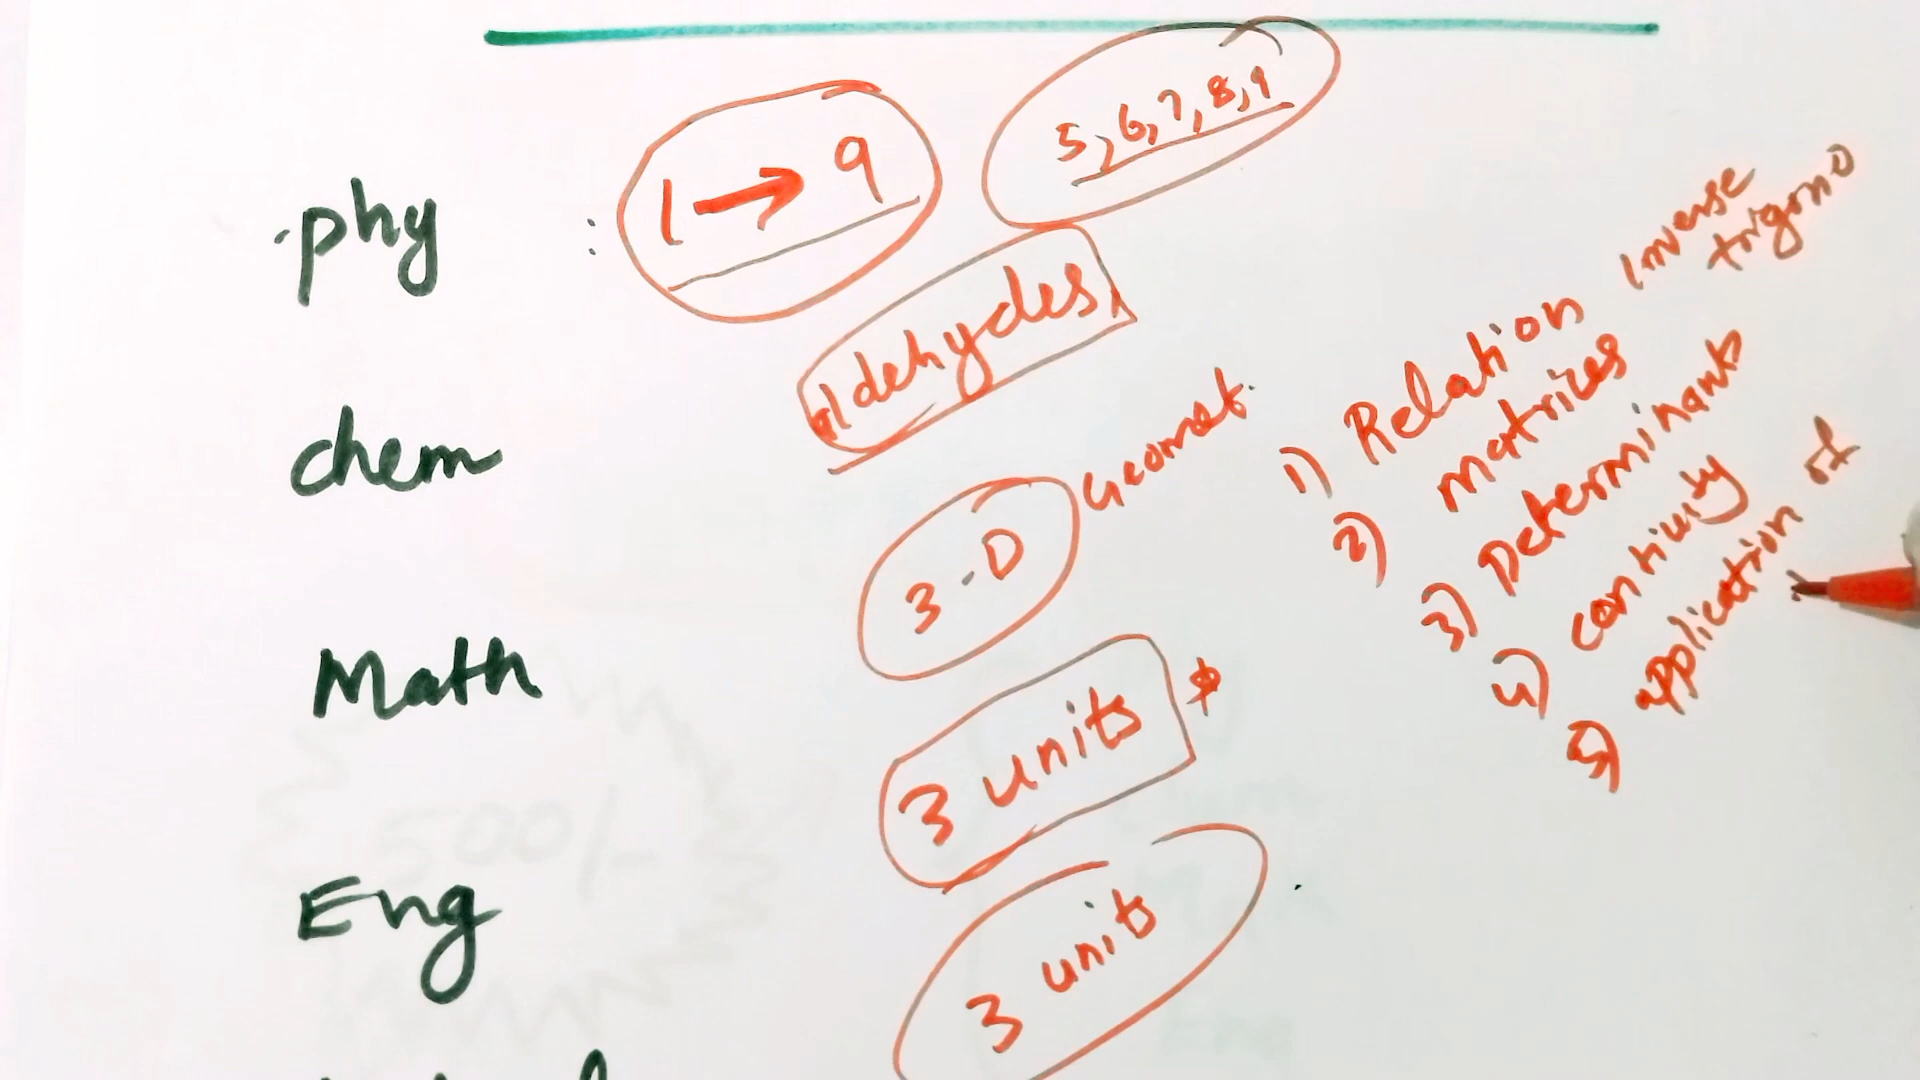 phy : 1 → 9 5, 6, 7, 8, 9
chem Aldehydes
Math 3-D Geomet.
Eng 3 units
3 units
1) Relation Inverse trigono
2) matrices
3) Determinants
4) continuity
5) application of
500/-